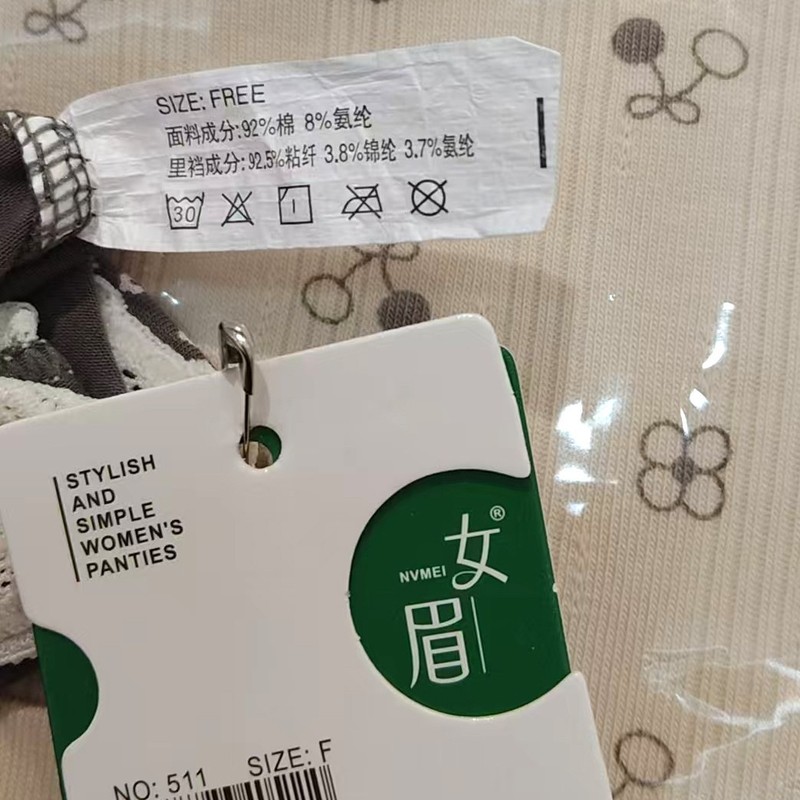 SIZE: FREE
面料成分:92%棉 8%氨纶
里裆成分:92.5%粘纤 3.8%锦纶 3.7%氨纶
30
STYLISH
AND
SIMPLE
WOMEN'S
PANTIES
女®
NVMEI
眉
NO: 511 SIZE: F